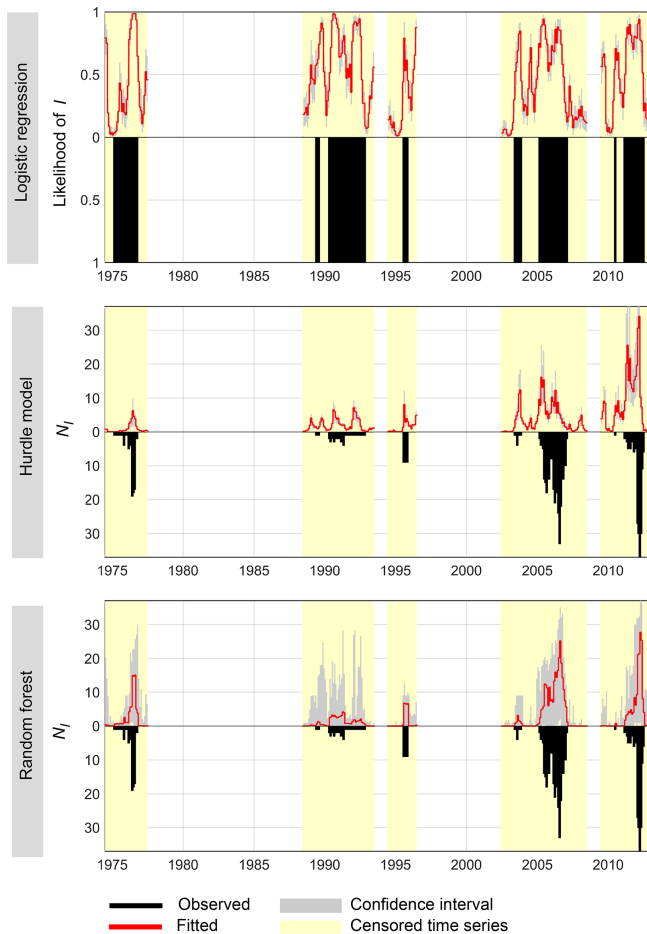 Logistic regression
Likelihood of I
1
0.5
0
0.5
1
1975 1980 1985 1990 1995 2000 2005 2010
Hurdle model
N_I
30
20
10
0
10
20
30
1975 1980 1985 1990 1995 2000 2005 2010
Random forest
N_I
30
20
10
0
10
20
30
1975 1980 1985 1990 1995 2000 2005 2010
Observed Confidence interval
Fitted Censored time series